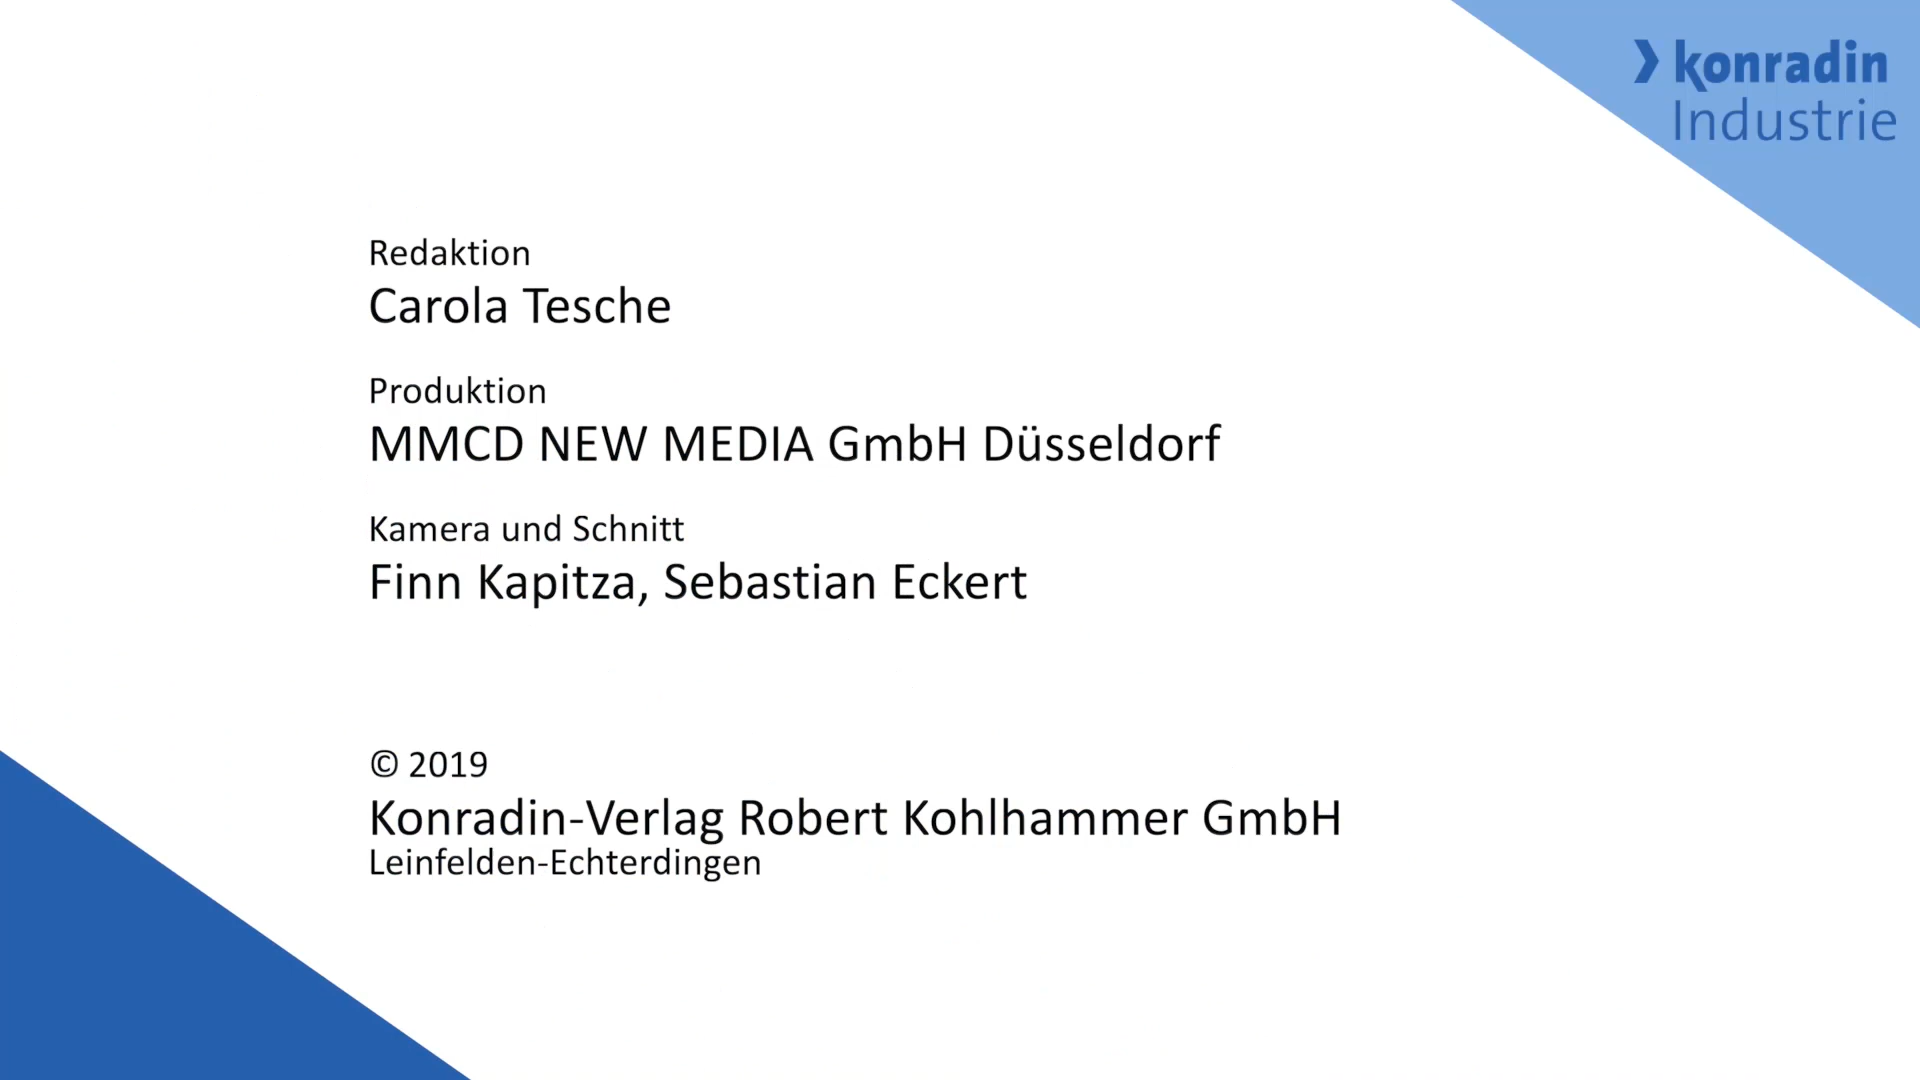 konradin
Industrie
Redaktion
Carola Tesche
Produktion
MMCD NEW MEDIA GmbH Düsseldorf
Kamera und Schnitt
Finn Kapitza, Sebastian Eckert
© 2019
Konradin-Verlag Robert Kohlhammer GmbH
Leinfelden-Echterdingen